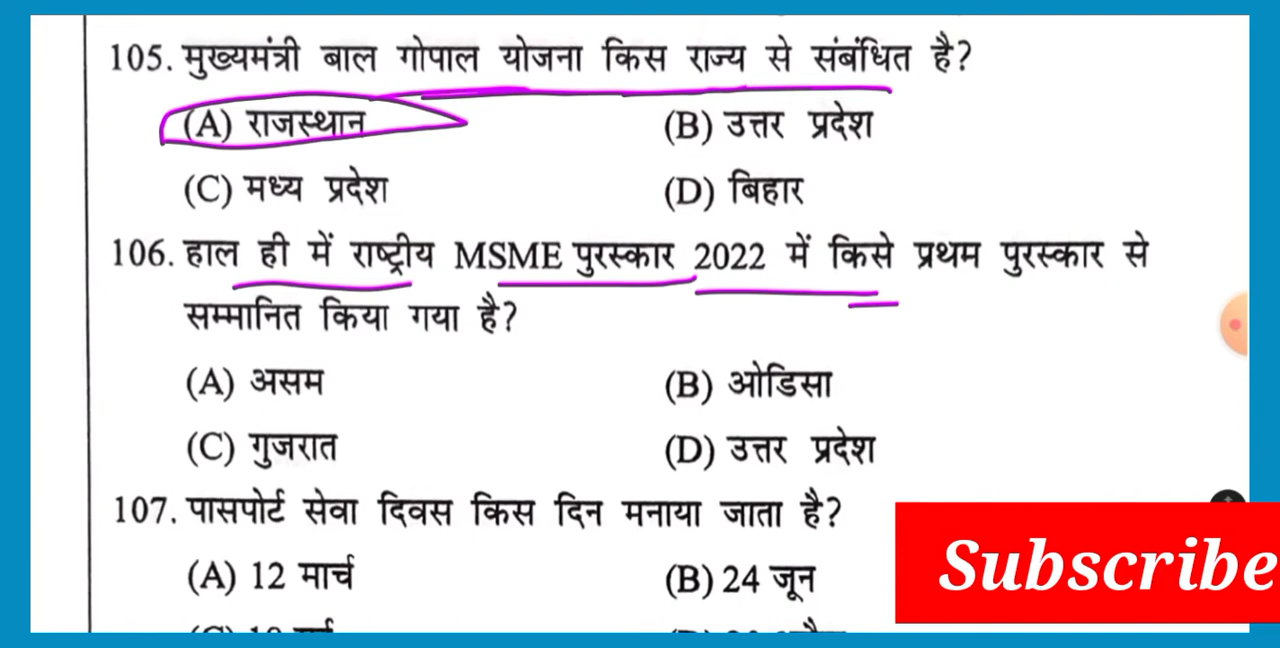 105. मुख्यमंत्री बाल गोपाल योजना किस राज्य से संबंधित है?
(A) राजस्थान (B) उत्तर प्रदेश
(C) मध्य प्रदेश (D) बिहार
106. हाल ही में राष्ट्रीय MSME पुरस्कार 2022 में किसे प्रथम पुरस्कार से
सम्मानित किया गया है?
(A) असम (B) ओडिसा
(C) गुजरात (D) उत्तर प्रदेश
107. पासपोर्ट सेवा दिवस किस दिन मनाया जाता है?
(A) 12 मार्च (B) 24 जून
Subscribe